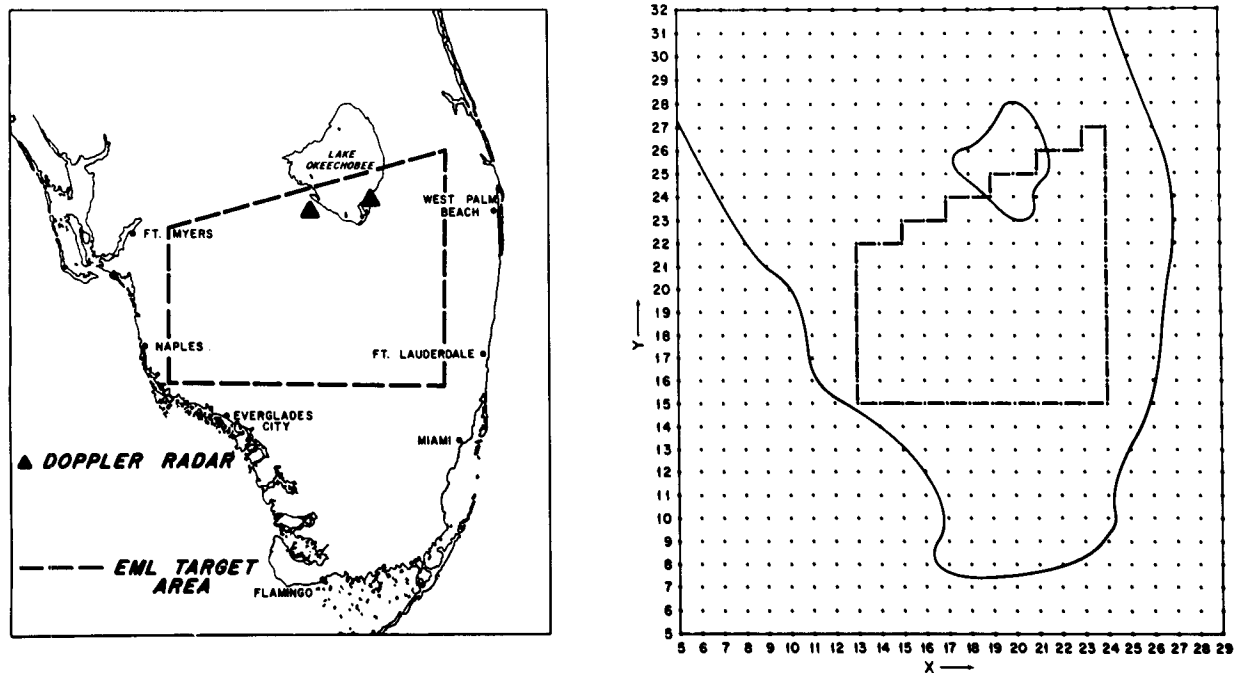 LAKE
OKEECHOBEE
WEST PALM
BEACH
FT. MYERS
NAPLES
FT. LAUDERDALE
EVERGLADES
CITY
MIAMI
DOPPLER RADAR
EML TARGET
AREA
FLAMINGO
32
31
30
29
28
27
26
25
24
23
22
21
20
19
18
17
16
15
14
13
12
11
10
9
8
7
6
5
Y
5 6 7 8 9 10 11 12 13 14 15 16 17 18 19 20 21 22 23 24 25 26 27 28 29
X